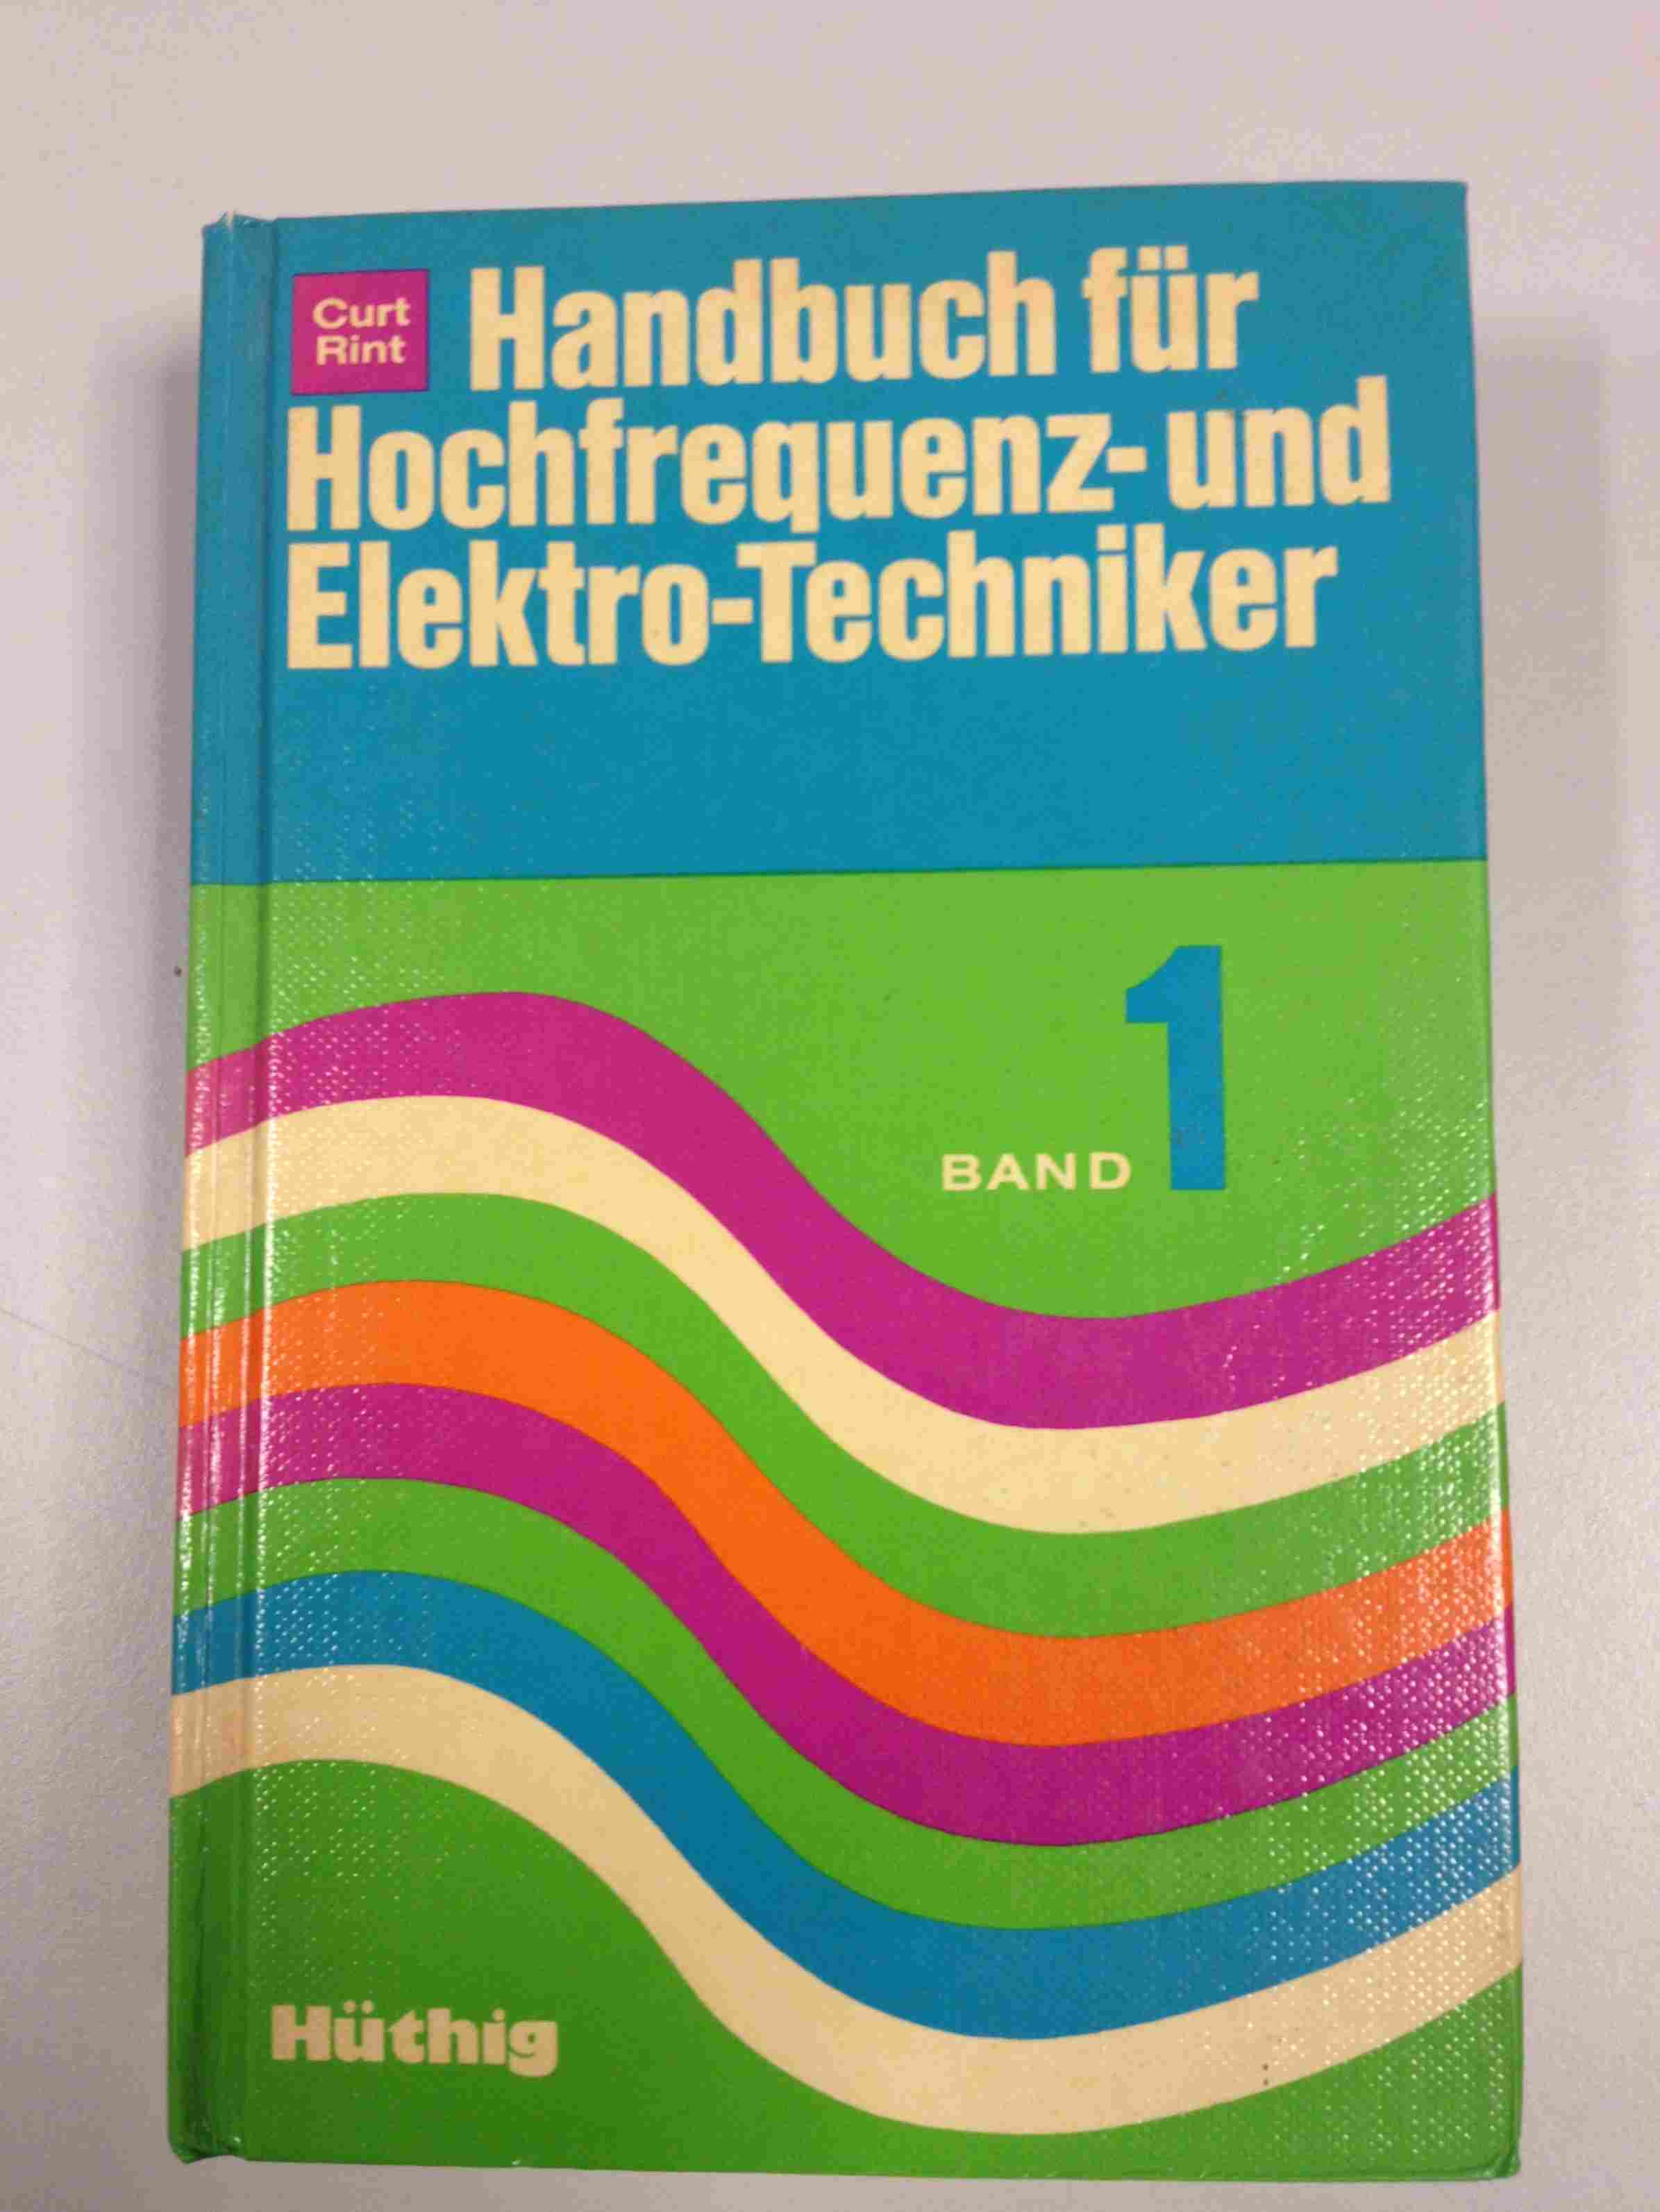 Curt
Rint
Handbuch für
Hochfrequenz- und
Elektro-Techniker
BAND 1
Hüthig